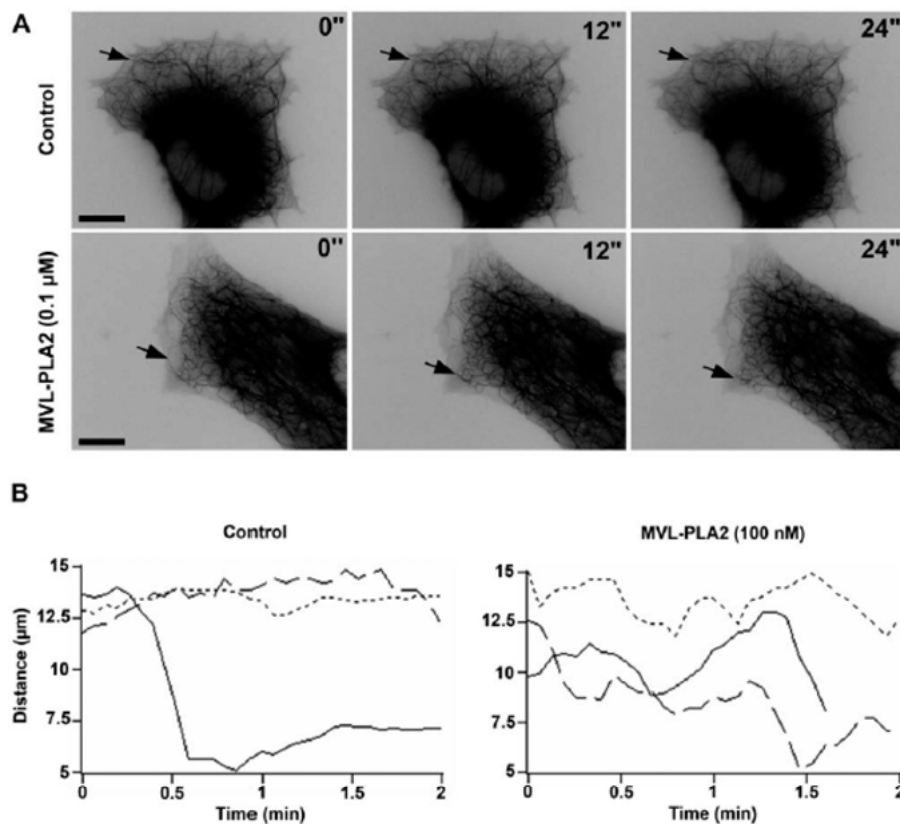 A
Control
0"
12"
24"
MVL-PLA2 (0.1 µM)
0"
12"
24"
B
Control
MVL-PLA2 (100 nM)
Distance (µm)
15
12.5
10
7.5
5
0
0.5
1
1.5
2
Time (min)
15
12.5
10
7.5
5
0
0.5
1
1.5
2
Time (min)